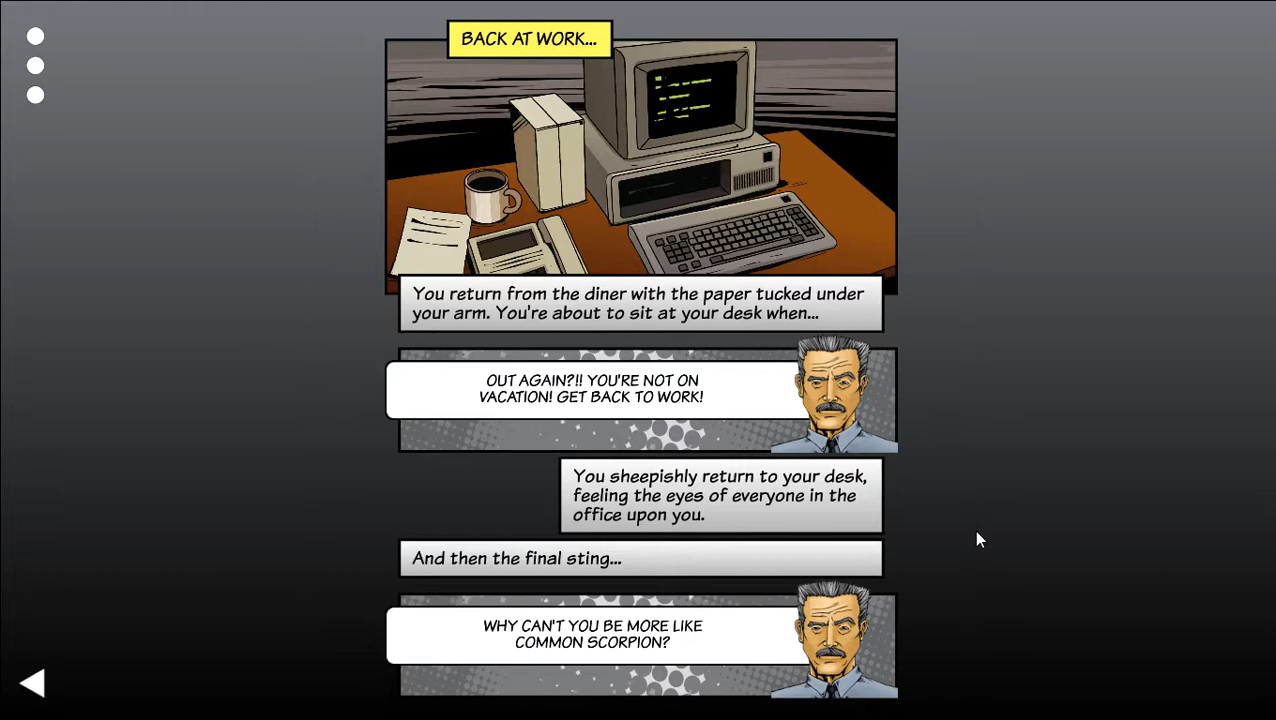 BACK AT WORK...
You return from the diner with the paper tucked under
your arm. You're about to sit at your desk when...
OUT AGAIN?!! YOU'RE NOT ON
VACATION! GET BACK TO WORK!
You sheepishly return to your desk,
feeling the eyes of everyone in the
office upon you.
And then the final sting...
WHY CAN'T YOU BE MORE LIKE
COMMON SCORPION?